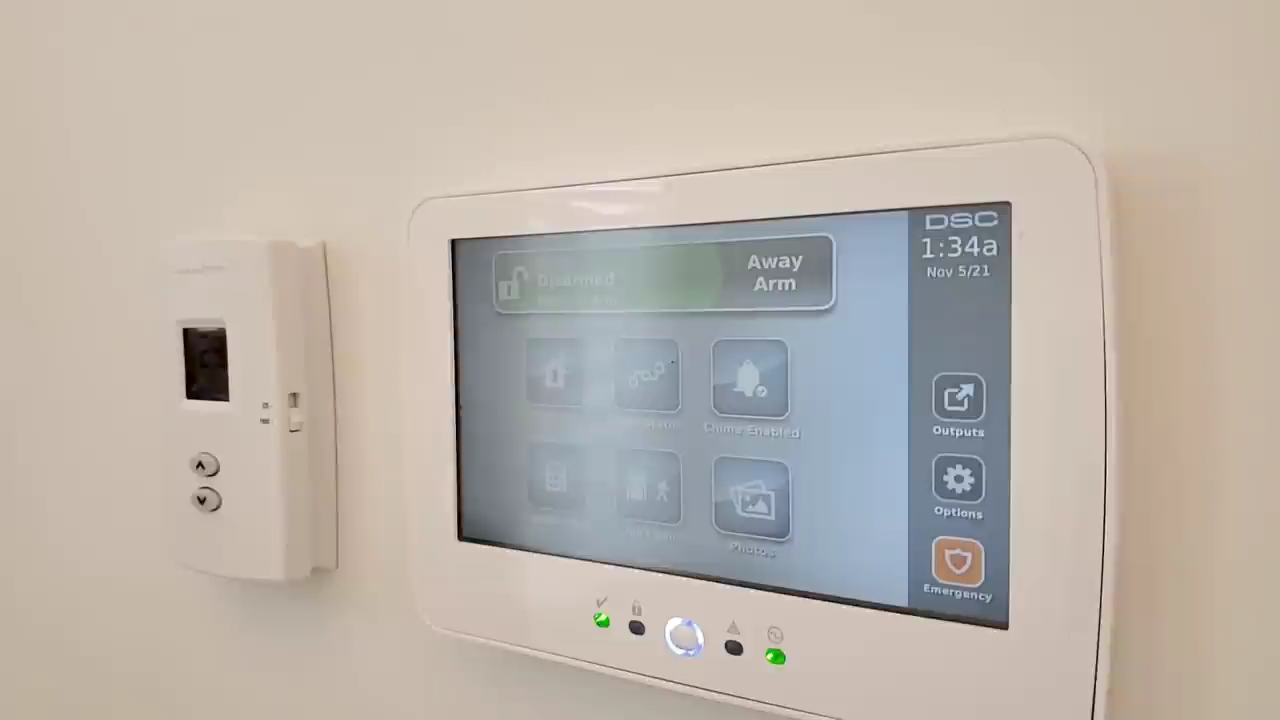 DSC
1:34a
Nov 5/21
Disarmed
Away
Arm
Chime Enabled
Outputs
Photos
Options
Emergency